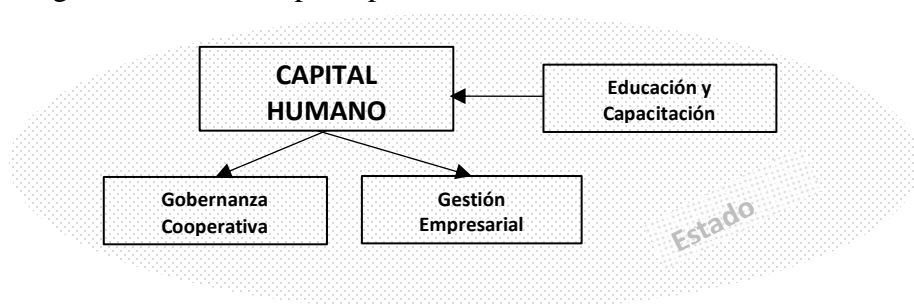 CAPITAL
HUMANO
Educación y
Capacitación
Gobernanza
Cooperativa
Gestión
Empresarial
Estado